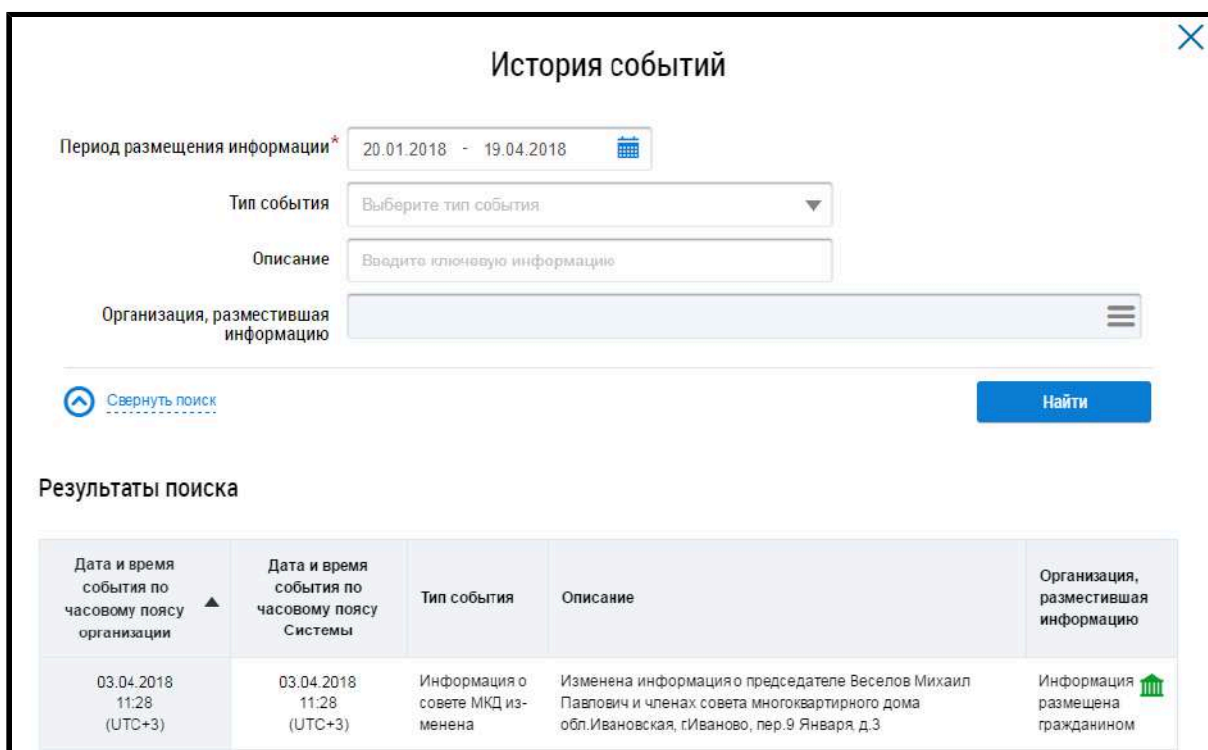 История событий
Период размещения информации*
20.01.2018 - 19.04.2018
Тип события
Выберите тип события
Описание
Введите ключевую информацию
Организация, разместившая
информацию
Свернуть поиск
Найти
Результаты поиска
Дата и время
события по
часовому поясу
организации
Дата и время
события по
часовому поясу
Системы
Тип события
Описание
Организация,
разместившая
информацию
03.04.2018
11:28
(UTC+3)
03.04.2018
11:28
(UTC+3)
Информация о
совете МКД из-
менена
Изменена информация о председателе Веселов Михаил
Павлович и членах совета многоквартирного дома
обл.Ивановская, г.Иваново, пер.9 Января, д.3
Информация
размещена
гражданином